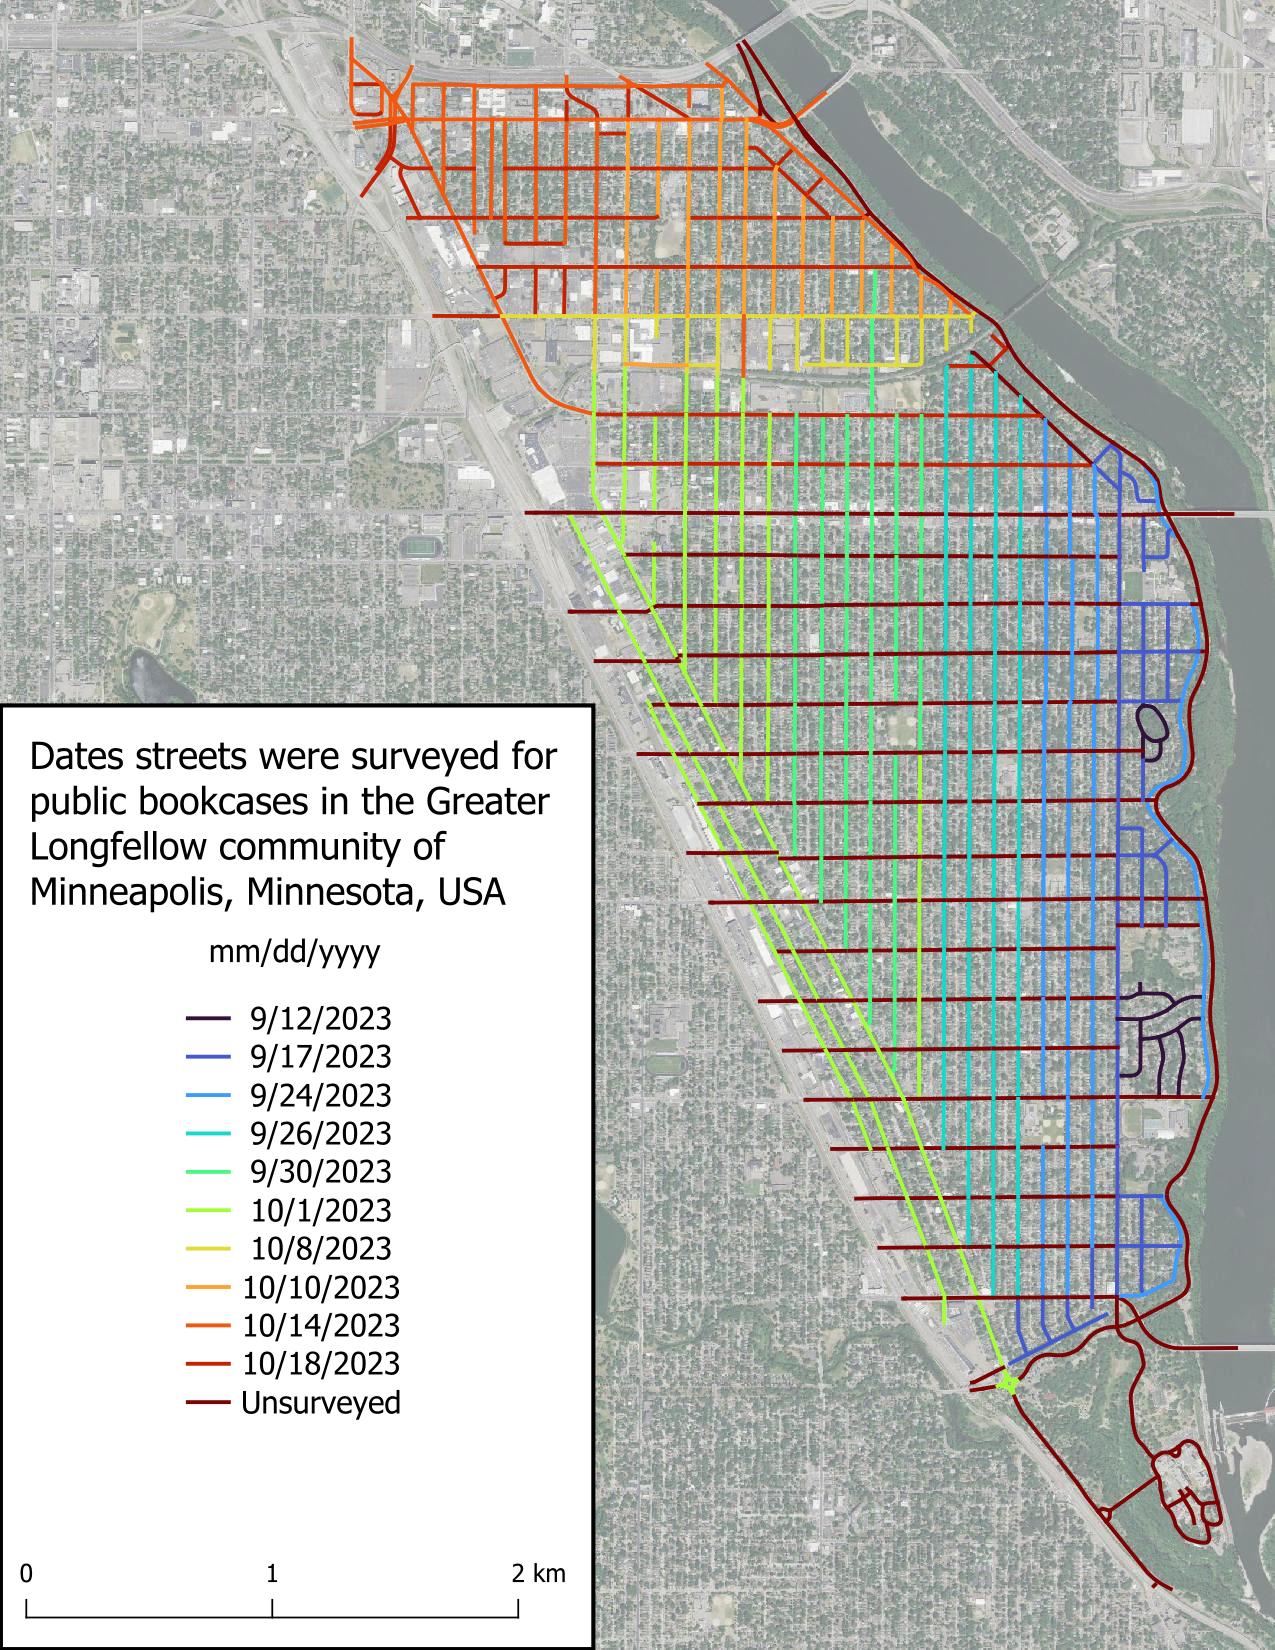 Dates streets were surveyed for
public bookcases in the Greater
Longfellow community of
Minneapolis, Minnesota, USA
mm/dd/yyyy
9/12/2023
9/17/2023
9/24/2023
9/26/2023
9/30/2023
10/1/2023
10/8/2023
10/10/2023
10/14/2023
10/18/2023
Unsurveyed
0 1 2 km